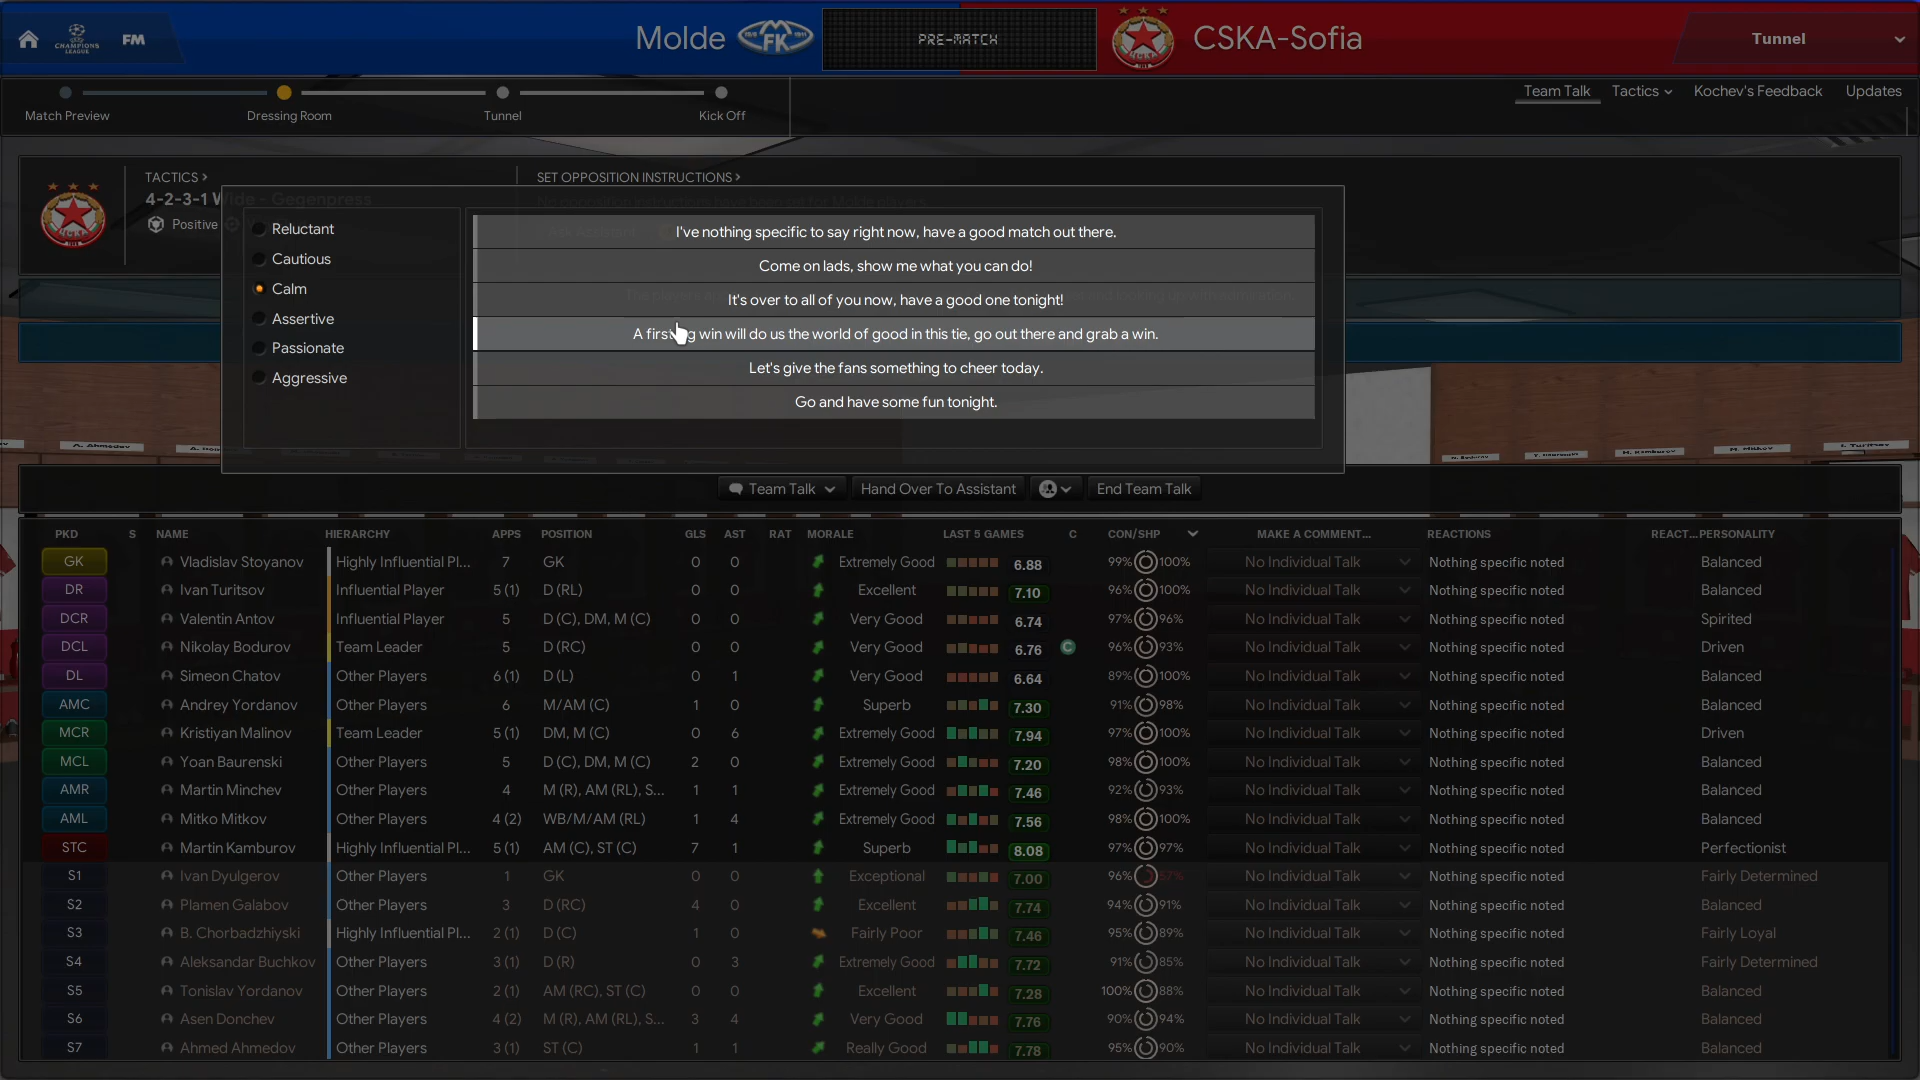 CHAMPIONS
LEAGUE
FM
Molde
FK
PRE-MATCH
CSKA-Sofia
Tunnel
Match Preview
Dressing Room
Tunnel
Kick Off
Team Talk
Tactics
Kochev's Feedback
Updates
TACTICS >
SET OPPOSITION INSTRUCTIONS >
4-2-3-1 Wide - Gegenpress
No opposition instructions have been set for Molde players
Positive
Reluctant
Cautious
Calm
Assertive
Passionate
Aggressive
I've nothing specific to say right now, have a good match out there.
Come on lads, show me what you can do!
It's over to all of you now, have a good one tonight!
A first g win will do us the world of good in this tie, go out there and grab a win.
Let's give the fans something to cheer today.
Go and have some fun tonight.
A. Ahmedov
M. Kamburov
M. Mitkov
I. Turitsov
Team Talk
Hand Over To Assistant
End Team Talk
PKD S NAME HIERARCHY APPS POSITION GLS AST RAT MORALE LAST 5 GAMES C CON/SHP MAKE A COMMENT... REACTIONS REACT... PERSONALITY
GK Vladislav Stoyanov Highly Influential Pl... 7 GK 0 0 Extremely Good 6.88 99% 100% No Individual Talk Nothing specific noted Balanced
DR Ivan Turitsov Influential Player 5 (1) D (RL) 0 0 Excellent 7.10 96% 100% No Individual Talk Nothing specific noted Balanced
DCR Valentin Antov Influential Player 5 D (C), DM, M (C) 0 0 Very Good 6.74 97% 96% No Individual Talk Nothing specific noted Spirited
DCL Nikolay Bodurov Team Leader 5 D (RC) 0 0 Very Good 6.76 C 96% 93% No Individual Talk Nothing specific noted Driven
DL Simeon Chatov Other Players 6 (1) D (L) 0 1 Very Good 6.64 89% 100% No Individual Talk Nothing specific noted Balanced
AMC Andrey Yordanov Other Players 6 M/AM (C) 1 0 Superb 7.30 91% 98% No Individual Talk Nothing specific noted Balanced
MCR Kristiyan Malinov Team Leader 5 (1) DM, M (C) 0 6 Extremely Good 7.94 97% 100% No Individual Talk Nothing specific noted Driven
MCL Yoan Baurenski Other Players 5 D (C), DM, M (C) 2 0 Extremely Good 7.20 98% 100% No Individual Talk Nothing specific noted Balanced
AMR Martin Minchev Other Players 4 M (R), AM (RL), S... 1 1 Extremely Good 7.46 92% 93% No Individual Talk Nothing specific noted Balanced
AML Mitko Mitkov Other Players 4 (2) WB/M/AM (RL) 1 4 Extremely Good 7.56 98% 100% No Individual Talk Nothing specific noted Balanced
STC Martin Kamburov Highly Influential Pl... 5 (1) AM (C), ST (C) 7 1 Superb 8.08 97% 97% No Individual Talk Nothing specific noted Perfectionist
S1 Ivan Dyulgerov Other Players 1 GK 0 0 Exceptional 7.00 96% 57% No Individual Talk Nothing specific noted Fairly Determined
S2 Plamen Galabov Other Players 3 D (RC) 4 0 Excellent 7.74 94% 91% No Individual Talk Nothing specific noted Balanced
S3 B. Chorbadzhiyski Highly Influential Pl... 2 (1) D (C) 1 0 Fairly Poor 7.46 95% 89% No Individual Talk Nothing specific noted Fairly Loyal
S4 Aleksandar Buchkov Other Players 3 (1) D (R) 0 3 Extremely Good 7.72 91% 85% No Individual Talk Nothing specific noted Fairly Determined
S5 Tonislav Yordanov Other Players 2 (1) AM (RC), ST (C) 0 0 Excellent 7.28 100% 88% No Individual Talk Nothing specific noted Balanced
S6 Asen Donchev Other Players 4 (2) M (R), AM (RL), S... 3 4 Very Good 7.76 90% 94% No Individual Talk Nothing specific noted Balanced
S7 Ahmed Ahmedov Other Players 3 (1) ST (C) 1 1 Really Good 7.78 95% 90% No Individual Talk Nothing specific noted Balanced